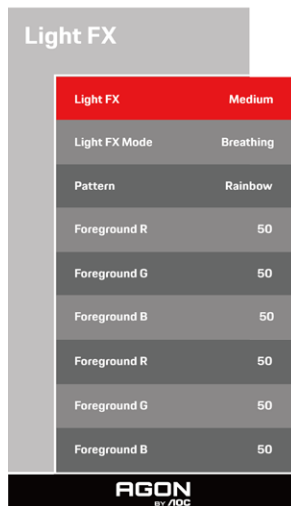 Light FX
Light FX Medium
Light FX Mode Breathing
Pattern Rainbow
Foreground R 50
Foreground G 50
Foreground B 50
Foreground R 50
Foreground G 50
Foreground B 50
AGON
BY AOC